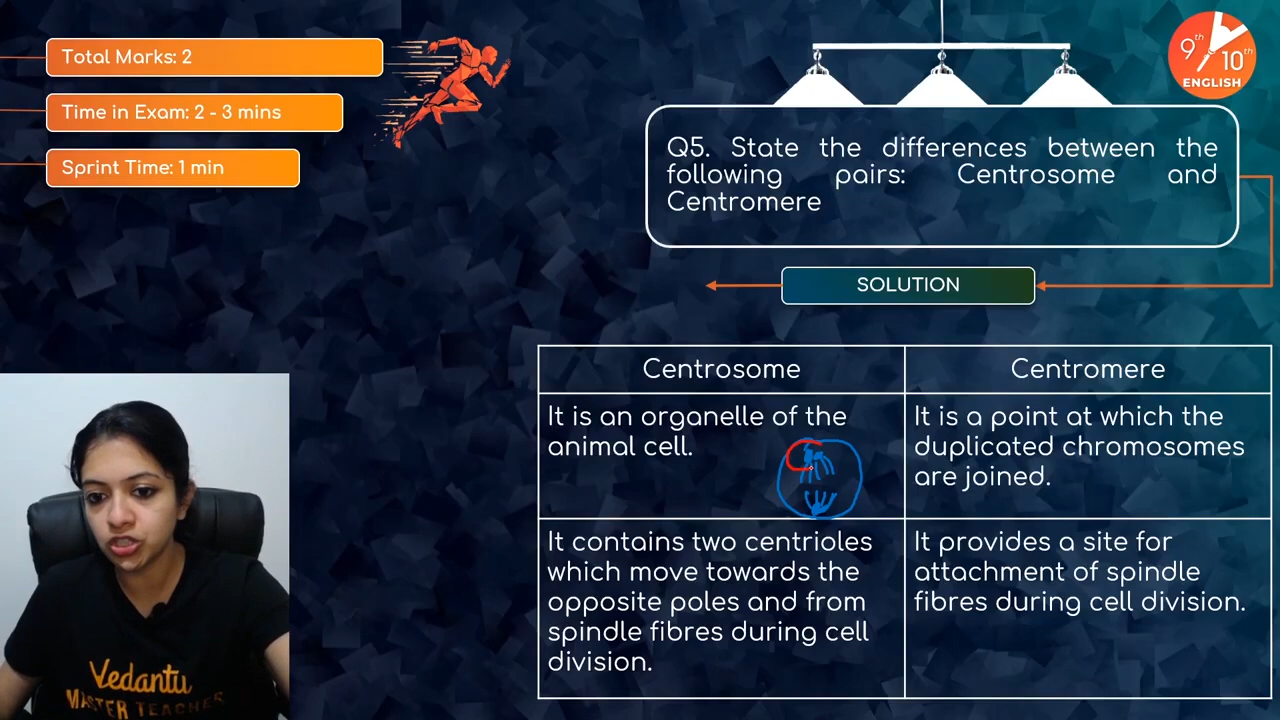 Total Marks: 2
Time in Exam: 2 - 3 mins
Sprint Time: 1 min
9th
10th
ENGLISH
Q5. State the differences between the
following pairs: Centrosome and
Centromere
SOLUTION
Centrosome
Centromere
It is an organelle of the
animal cell.
It is a point at which the
duplicated chromosomes
are joined.
It contains two centrioles
which move towards the
opposite poles and from
spindle fibres during cell
division.
It provides a site for
attachment of spindle
fibres during cell division.
Vedantu
MASTER TEACHER